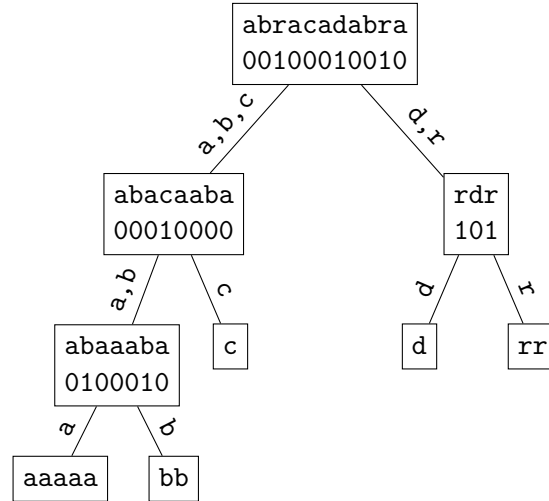 abracadabra
00100010010
a,b,c
d,r
abacaaba
00010000
rdr
101
a,b
c
d
r
abaaaba
0100010
c
d
rr
a
b
aaaaa
bb